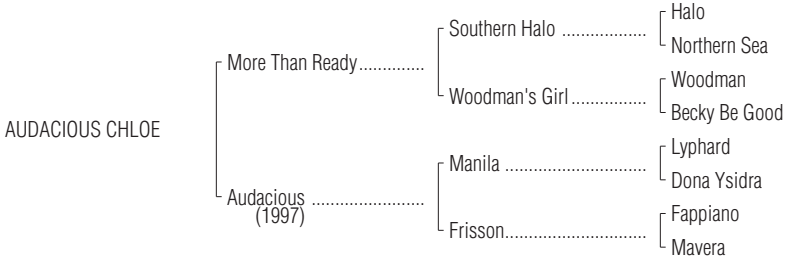 Halo
Southern Halo ..................
Northern Sea
More Than Ready..............
Woodman
Woodman's Girl................
Becky Be Good
AUDACIOUS CHLOE
Lyphard
Manila ..............................
Dona Ysidra
Audacious ........................
(1997)
Fappiano
Frisson..............................
Mavera